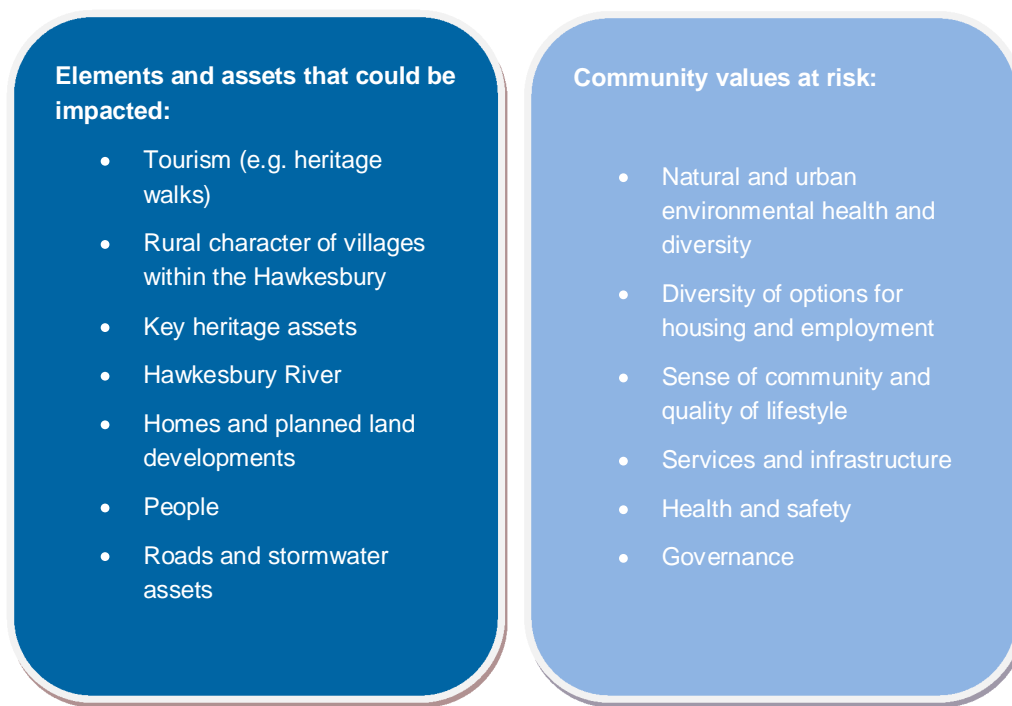 Elements and assets that could be
impacted:
• Tourism (e.g. heritage
walks)
• Rural character of villages
within the Hawkesbury
• Key heritage assets
• Hawkesbury River
• Homes and planned land
developments
• People
• Roads and stormwater
assets
Community values at risk:
• Natural and urban
environmental health and
diversity
• Diversity of options for
housing and employment
• Sense of community and
quality of lifestyle
• Services and infrastructure
• Health and safety
• Governance